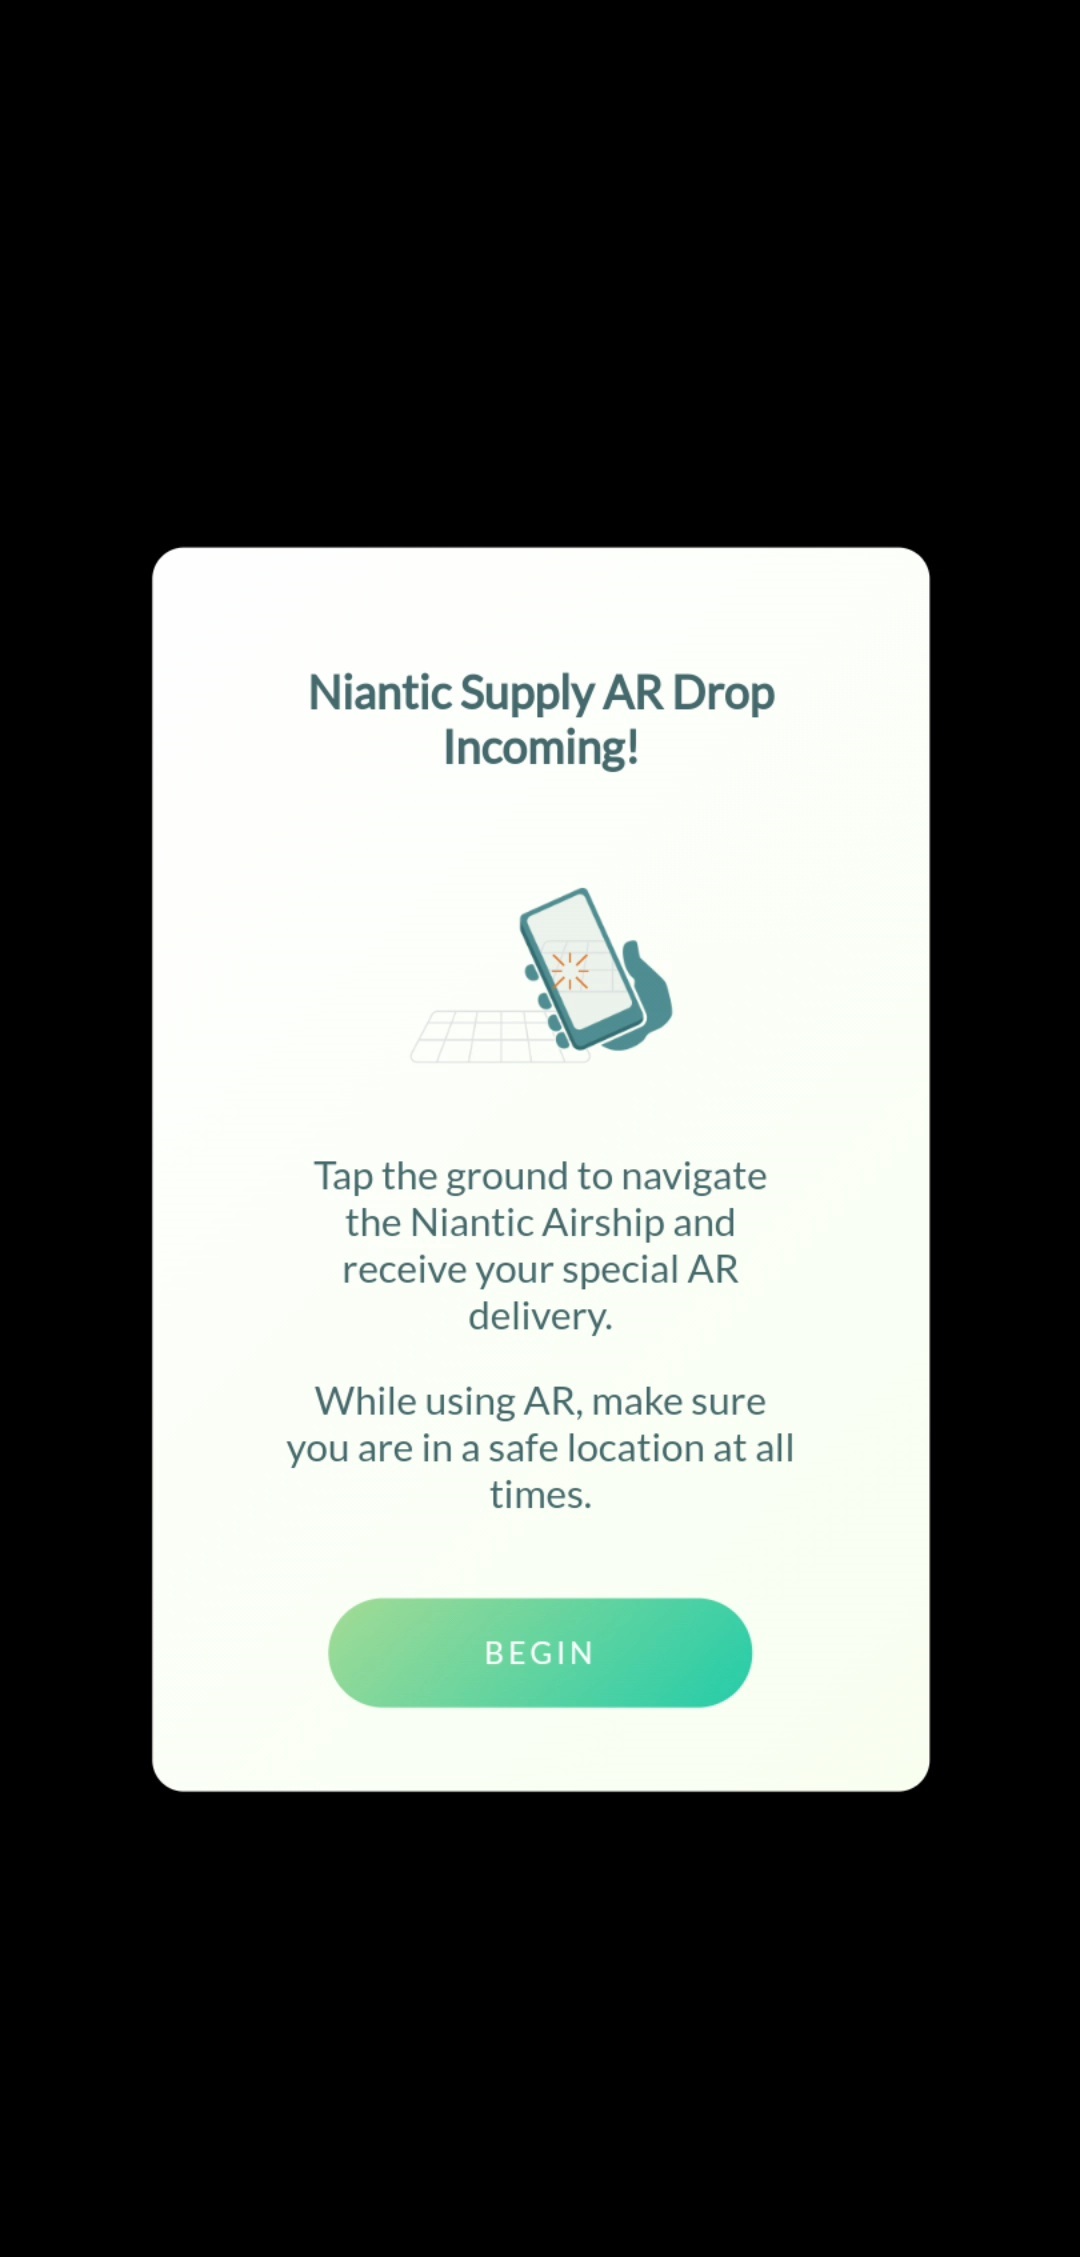 Niantic Supply AR Drop
Incoming!
Tap the ground to navigate
the Niantic Airship and
receive your special AR
delivery.
While using AR, make sure
you are in a safe location at all
times.
BEGIN